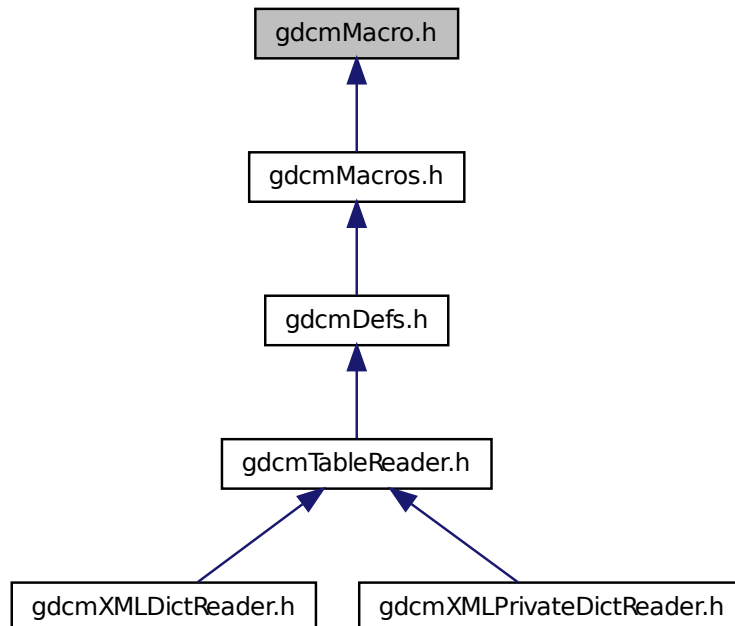 gdcmMacro.h
gdcmMacros.h
gdcmDefs.h
gdcmTableReader.h
gdcmXMLDictReader.h
gdcmXMLPrivateDictReader.h